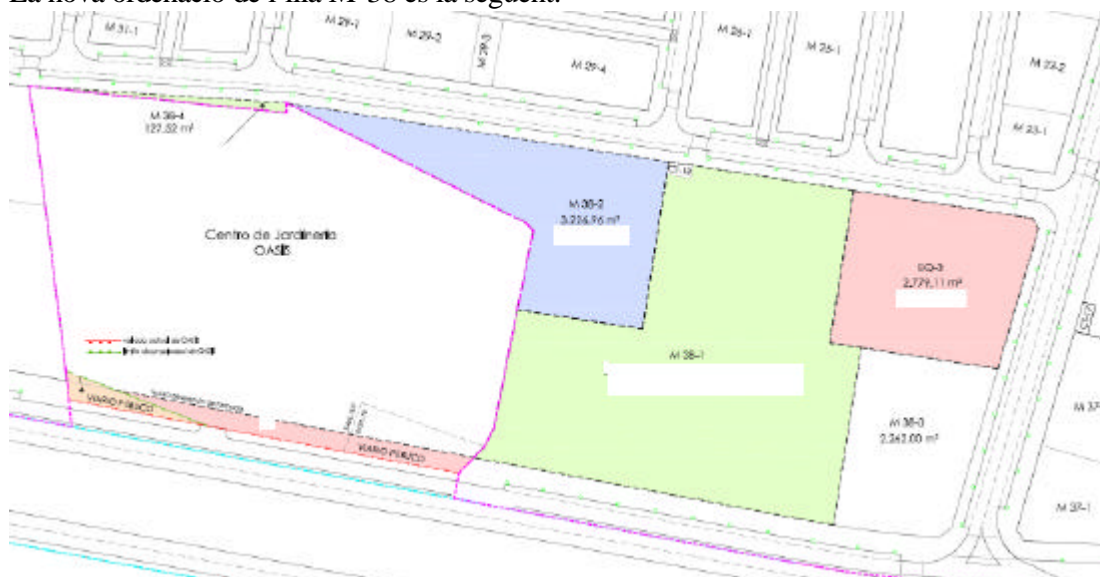 La nova ordenació de l'illa M-38 és la següent:
M 31-1
M 29-1
M 29-2
M 29-3
M 29-4
M 26-1
M 25-1
M 23-2
M 23-1
M 38-4
127,52 m²
M 38-2
3.226,96 m²
Centro de Jardinería
OASIS
EQ-3
2.779,11 m²
M 38-1
VIARIO PÚBLICO
VIARIO PÚBLICO
M 38-3
2.262,00 m²
M 37-1